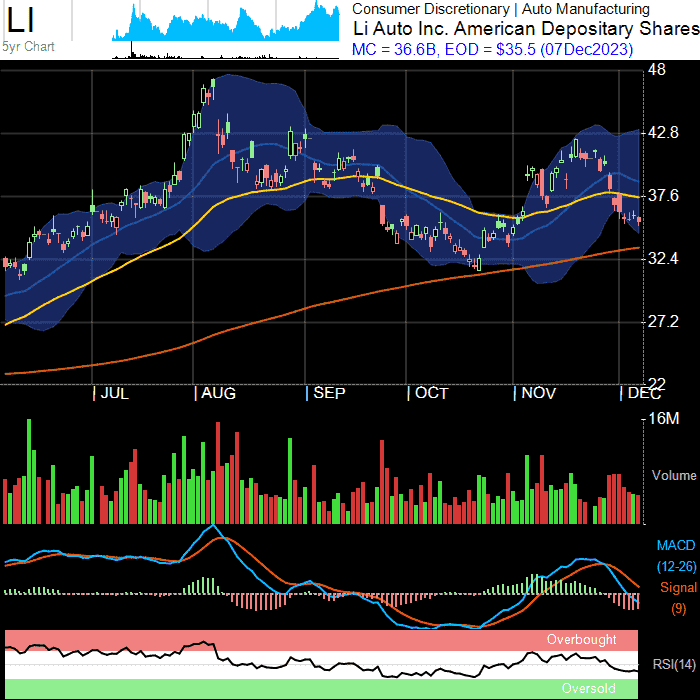 LI
5yr Chart
Consumer Discretionary | Auto Manufacturing
Li Auto Inc. American Depositary Shares
MC = 36.6B, EOD = $35.5 (07Dec2023)
48
42.8
37.6
32.4
27.2
22
| JUL | AUG | SEP | OCT | NOV | DEC
16M
Volume
MACD
(12-26)
Signal
(9)
Overbought
RSI(14)
Oversold